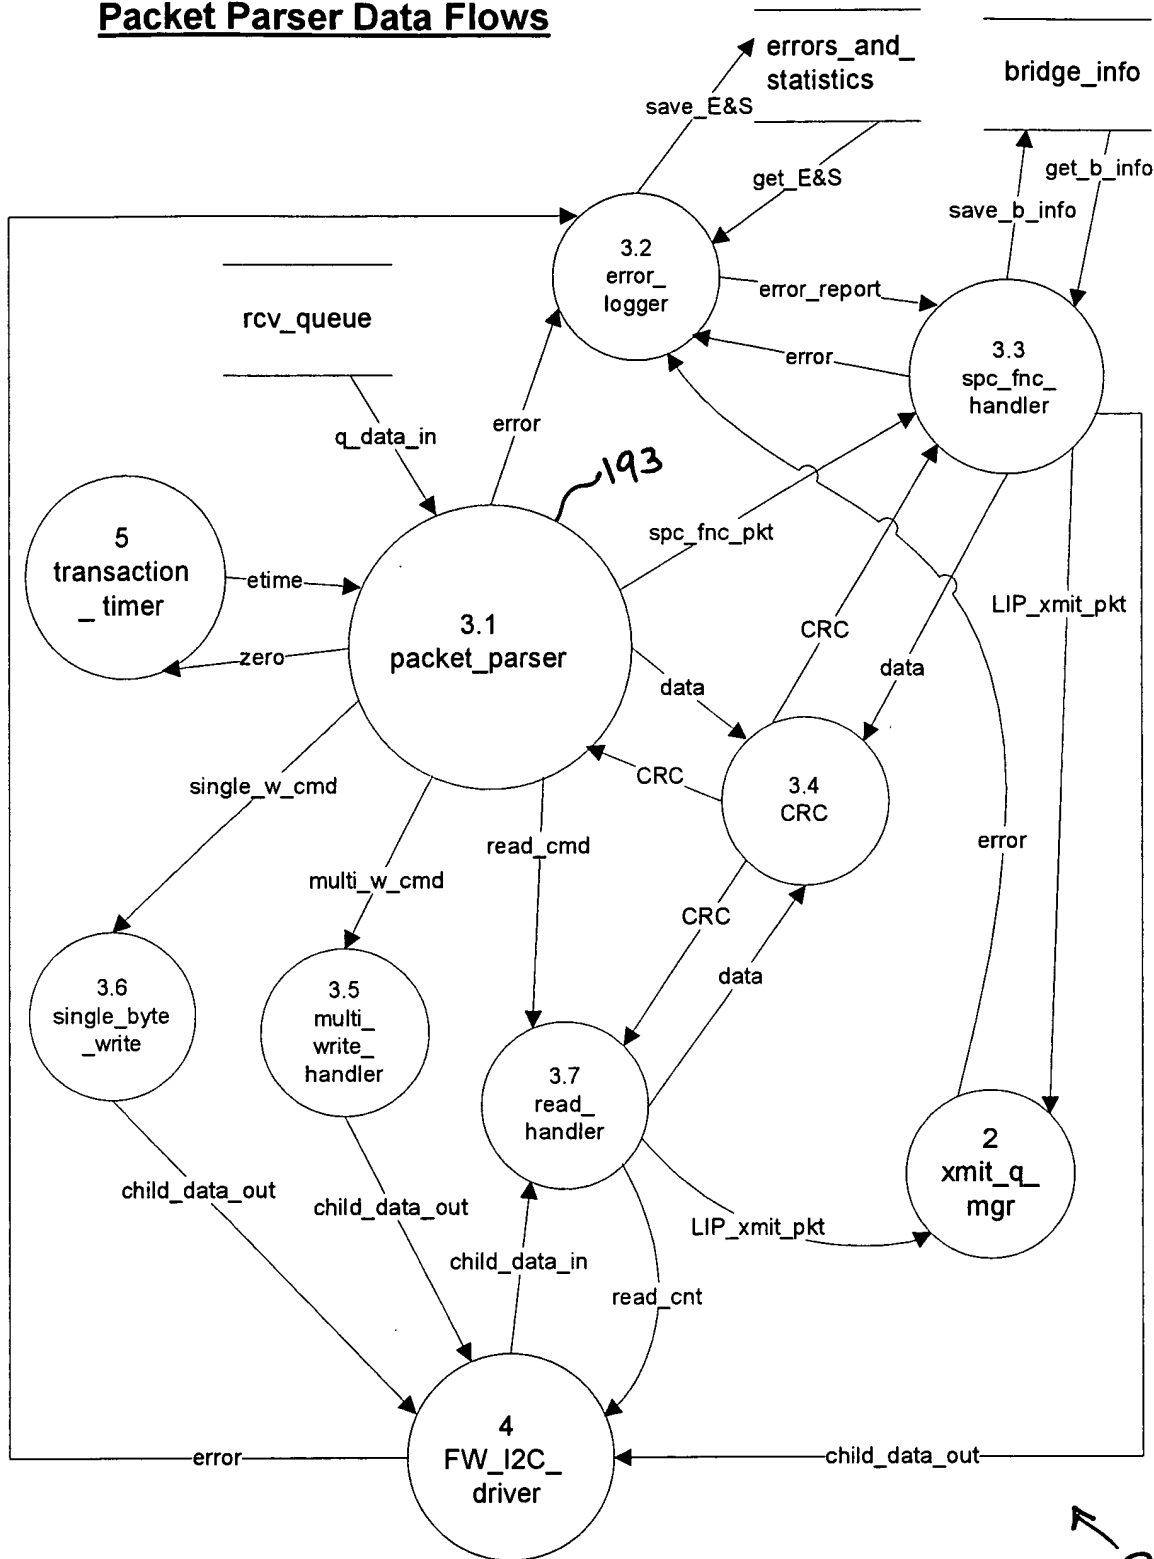 Packet Parser Data Flows
errors_and_
statistics
bridge_info
save_E&S
get_E&S
get_b_info
save_b_info
3.2
error_
logger
error_report
rcv_queue
error
3.3
spc_fnc_
handler
q_data_in
error
193
spc_fnc_pkt
5
transaction
_ timer
etime
LIP_xmit_pkt
3.1
packet_parser
CRC
zero
data
data
single_w_cmd
CRC
3.4
CRC
read_cmd
error
multi_w_cmd
CRC
data
3.6
single_byte
_write
3.5
multi_
write_
handler
3.7
read_
handler
2
xmit_q_
mgr
child_data_out
child_data_out
LIP_xmit_pkt
child_data_in
read_cnt
4
FW_I2C_
driver
error
child_data_out